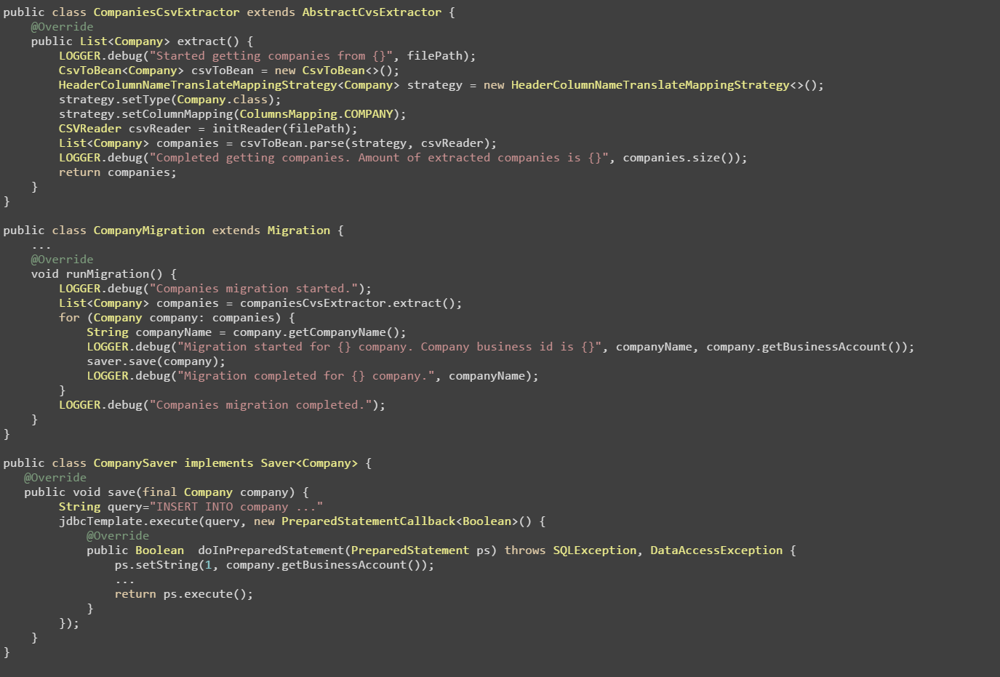 public class CompaniesCsvExtractor extends AbstractCvsExtractor {
    @Override
    public List<Company> extract() {
        LOGGER.debug("Started getting companies from {}", filePath);
        CsvToBean<Company> csvToBean = new CsvToBean<>();
        HeaderColumnNameTranslateMappingStrategy<Company> strategy = new HeaderColumnNameTranslateMappingStrategy<>();
        strategy.setType(Company.class);
        strategy.setColumnMapping(ColumnsMapping.COMPANY);
        CSVReader csvReader = initReader(filePath);
        List<Company> companies = csvToBean.parse(strategy, csvReader);
        LOGGER.debug("Completed getting companies. Amount of extracted companies is {}", companies.size());
        return companies;
    }
}

public class CompanyMigration extends Migration {
    ...
    @Override
    void runMigration() {
        LOGGER.debug("Companies migration started.");
        List<Company> companies = companiesCvsExtractor.extract();
        for (Company company: companies) {
            String companyName = company.getCompanyName();
            LOGGER.debug("Migration started for {} company. Company business id is {}", companyName, company.getBusinessAccount());
            saver.save(company);
            LOGGER.debug("Migration completed for {} company.", companyName);
        }
        LOGGER.debug("Companies migration completed.");
    }
}

public class CompanySaver implements Saver<Company> {
   @Override
   public void save(final Company company) {
        String query="INSERT INTO company ..."
        jdbcTemplate.execute(query, new PreparedStatementCallback<Boolean>() {
            @Override
            public Boolean  doInPreparedStatement(PreparedStatement ps) throws SQLException, DataAccessException {
                ps.setString(1, company.getBusinessAccount());
                ...
                return ps.execute();
            }
        });
    }
}